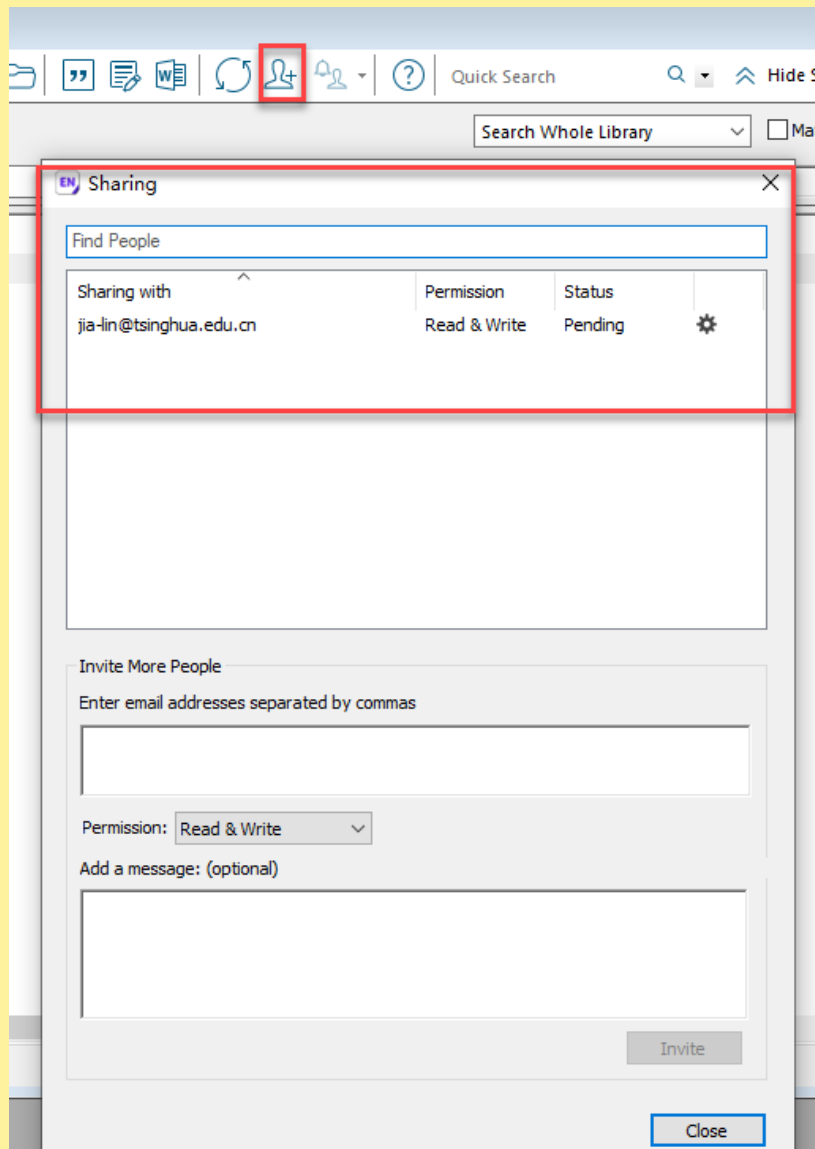 Quick Search
Hide S
Search Whole Library
Ma
EN Sharing
Find People
Sharing with Permission Status
jia-lin@tsinghua.edu.cn Read & Write Pending
Invite More People
Enter email addresses separated by commas
Permission: Read & Write
Add a message: (optional)
Invite
Close